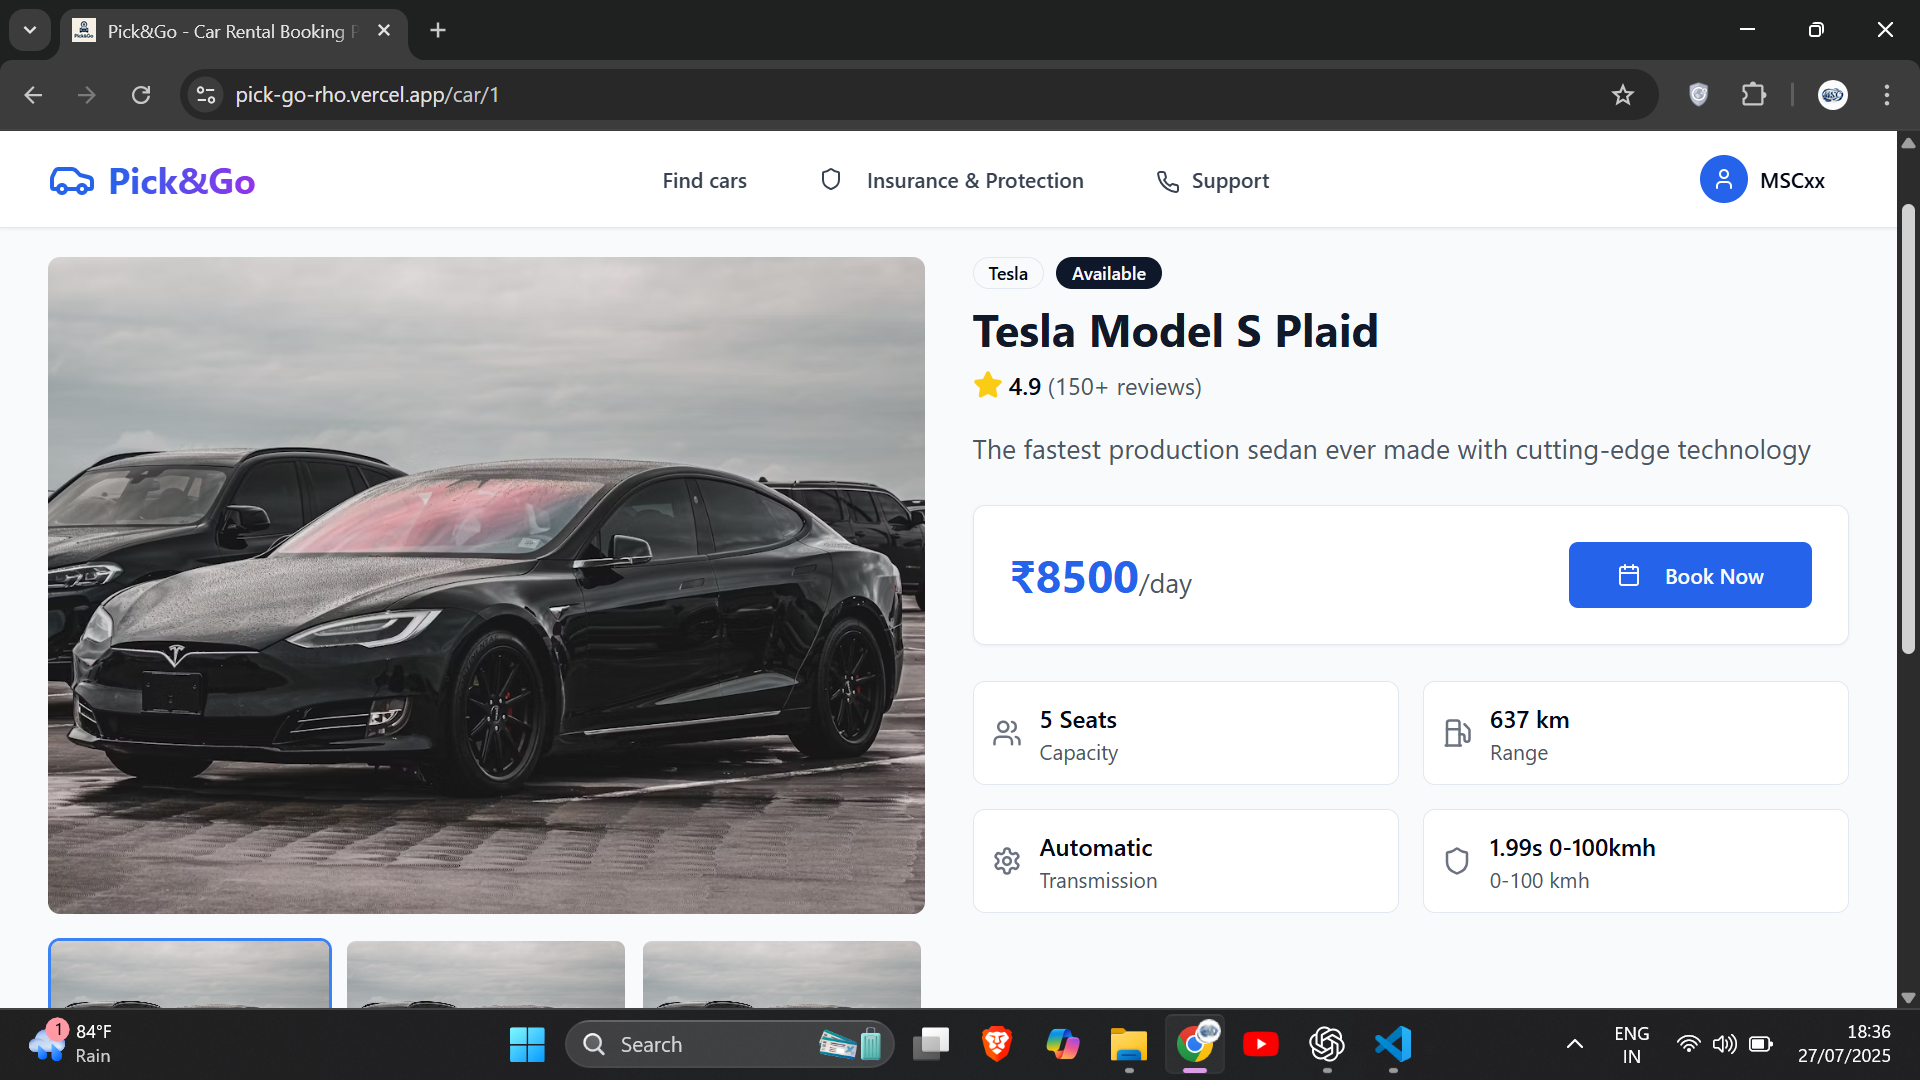 Pick&Go - Car Rental Booking P
pick-go-rho.vercel.app/car/1
Pick&Go
Find cars
Insurance & Protection
Support
MSCxx
Tesla
Available
Tesla Model S Plaid
4.9 (150+ reviews)
The fastest production sedan ever made with cutting-edge technology
₹8500/day
Book Now
5 Seats
Capacity
637 km
Range
Automatic
Transmission
1.99s 0-100kmh
0-100 kmh
1
84°F
Rain
Search
ENG
IN
18:36
27/07/2025